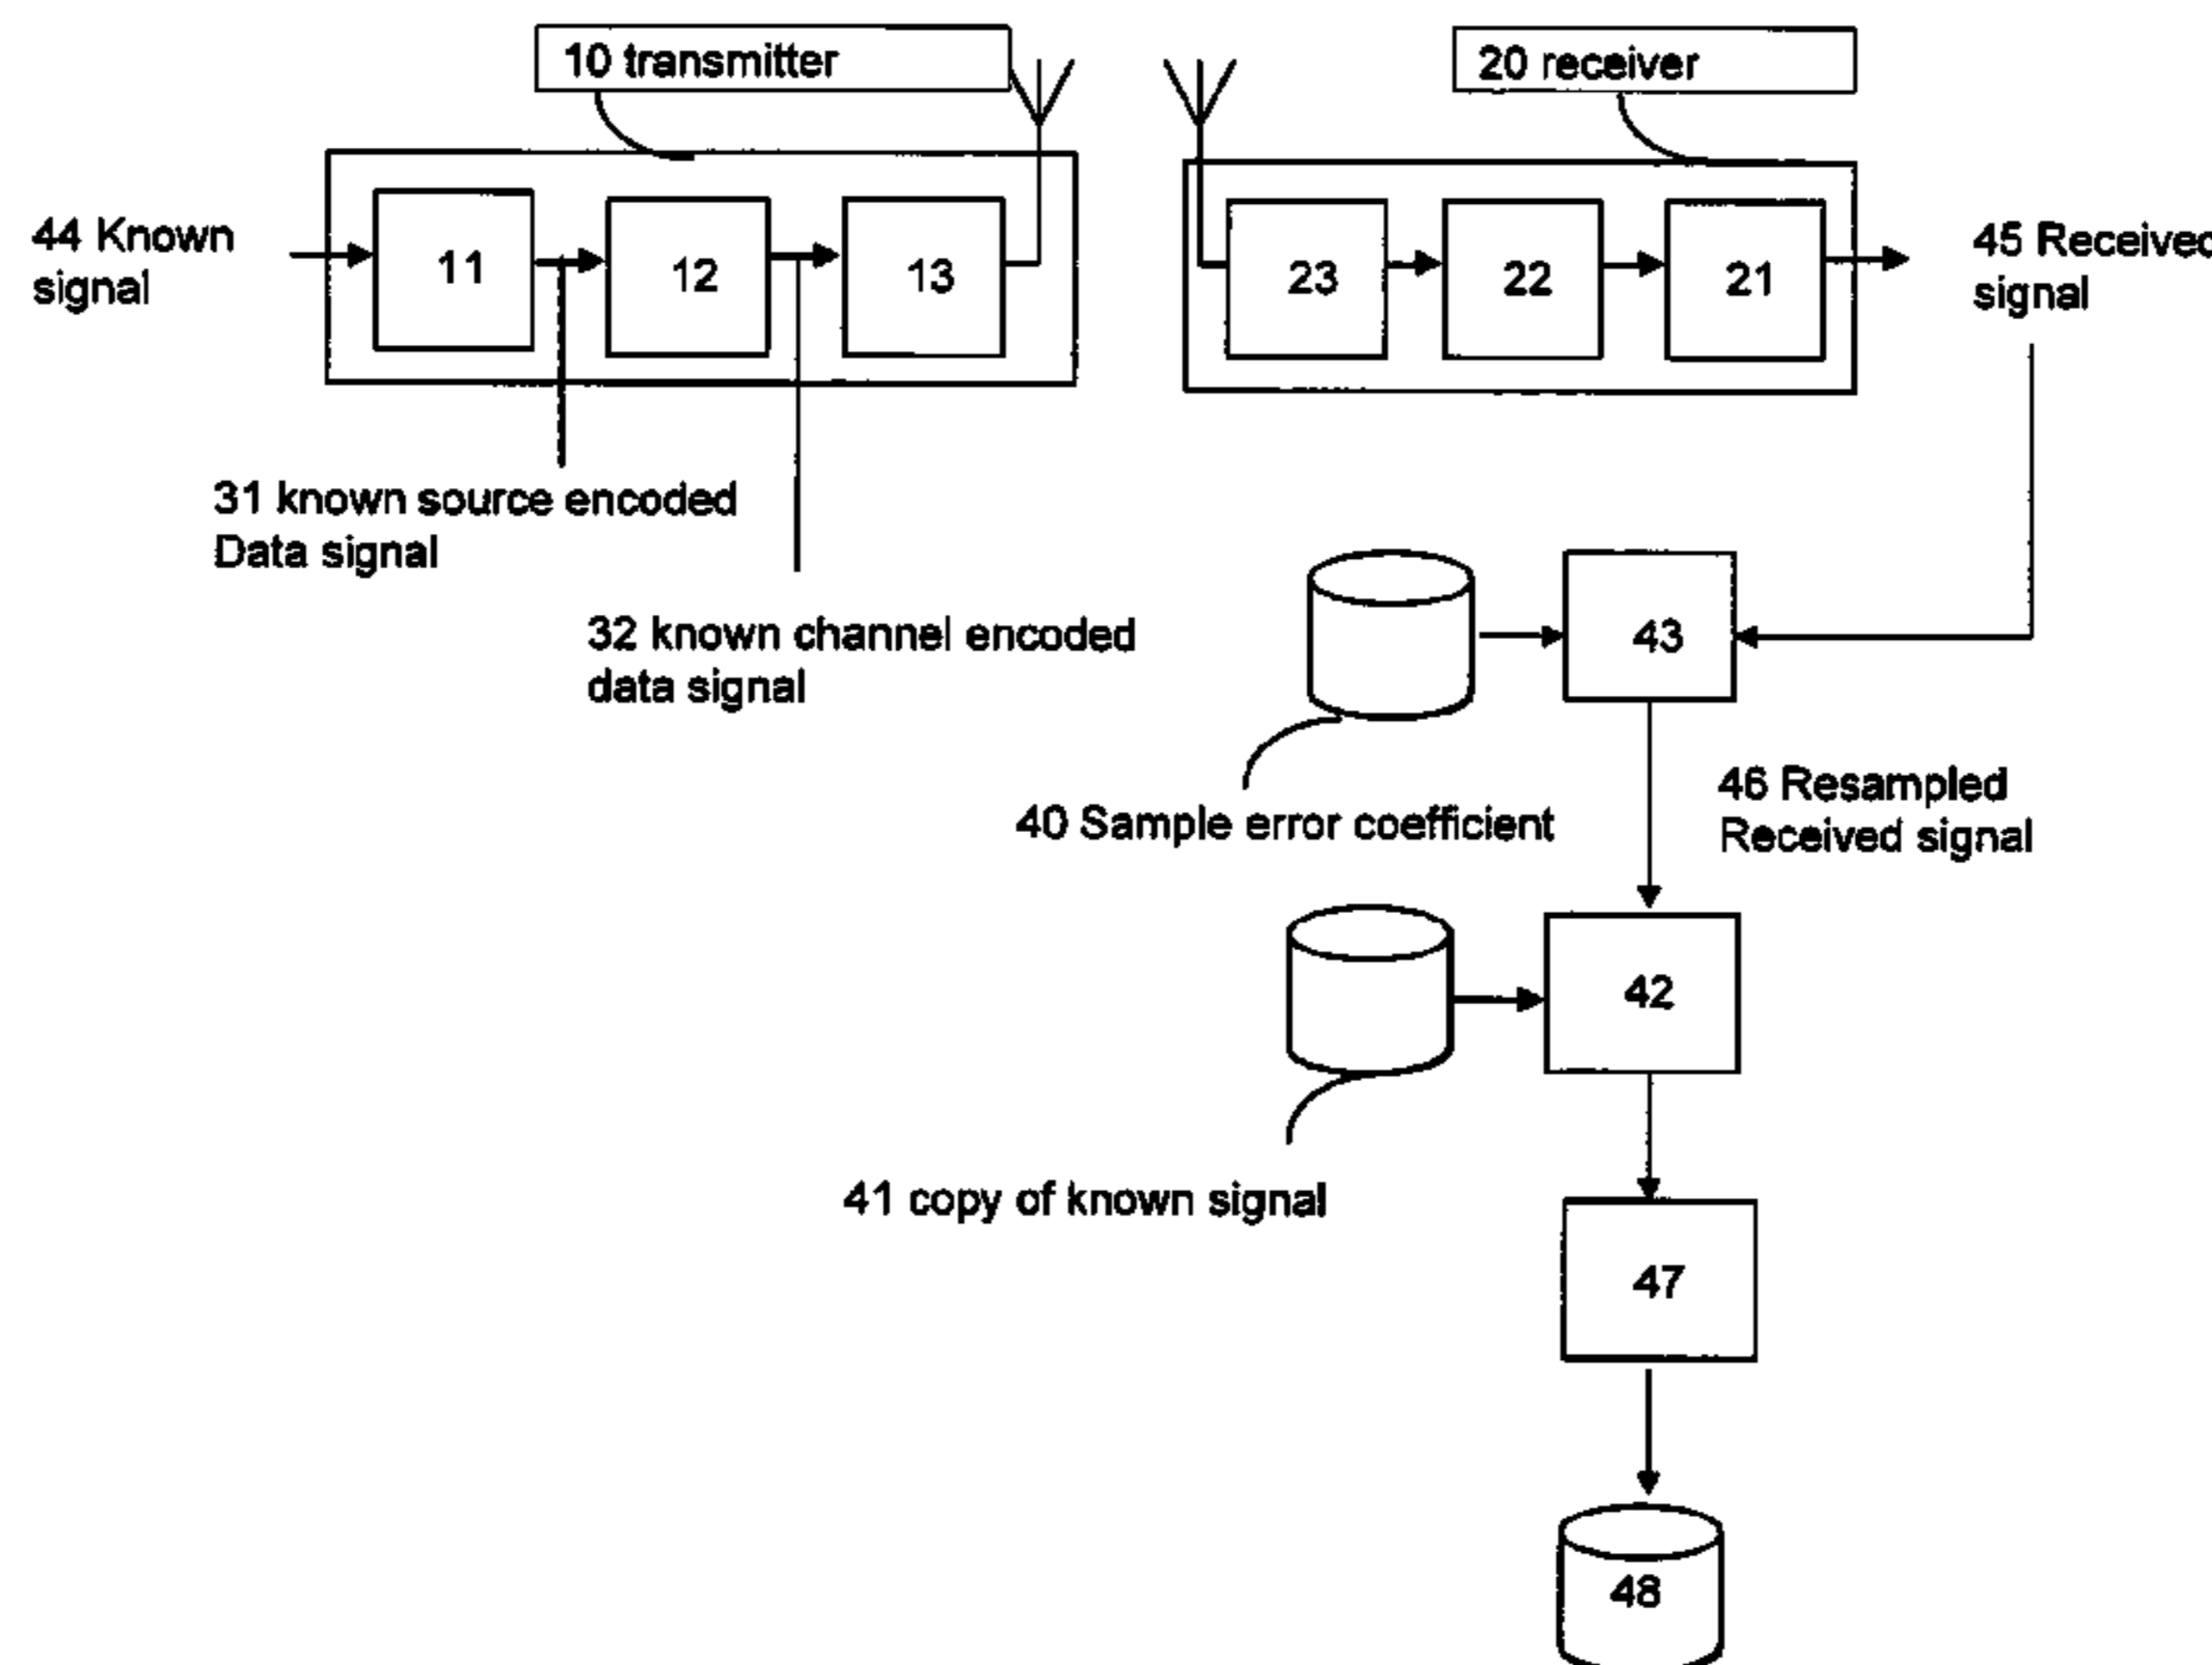 10 transmitter
20 receiver
44 Known
signal
11
12
13
23
22
21
45 Received
signal
31 known source encoded
Data signal
32 known channel encoded
data signal
43
40 Sample error coefficient
46 Resampled
Received signal
42
41 copy of known signal
47
48